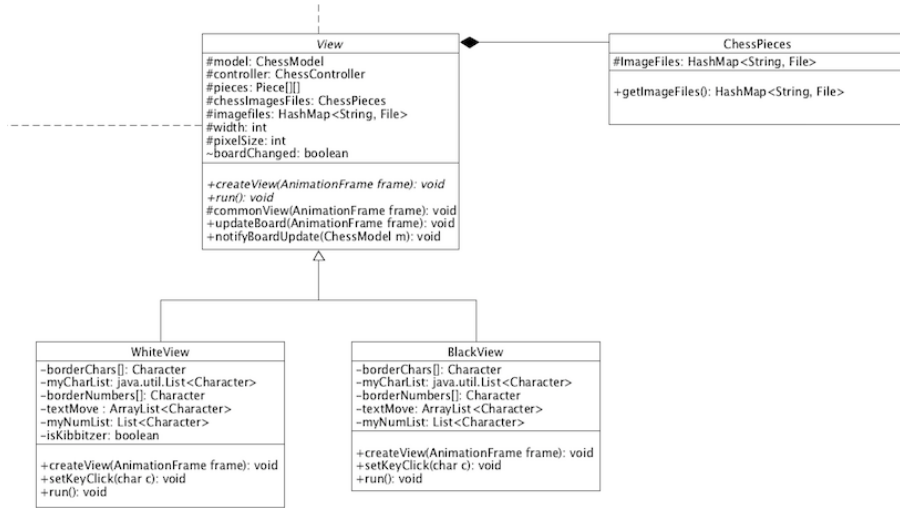 View
#model: ChessModel
#controller: ChessController
#pieces: Piece[][]
#chessImagesFiles: ChessPieces
#imagefiles: HashMap<String, File>
#width: int
#pixelSize: int
~boardChanged: boolean
+createView(AnimationFrame frame): void
+run(): void
#commonView(AnimationFrame frame): void
+updateBoard(AnimationFrame frame): void
+notifyBoardUpdate(ChessModel m): void
ChessPieces
#ImageFiles: HashMap<String, File>
+getImageFiles(): HashMap<String, File>
WhiteView
-borderChars[]: Character
-myCharList: java.util.List<Character>
-borderNumbers[]: Character
-textMove : ArrayList<Character>
-myNumList: List<Character>
-isKibbitzer: boolean
+createView(AnimationFrame frame): void
+setKeyClick(char c): void
+run(): void
BlackView
-borderChars[]: Character
-myCharList: java.util.List<Character>
-borderNumbers[]: Character
-textMove: ArrayList<Character>
-myNumList: List<Character>
+createView(AnimationFrame frame): void
+setKeyClick(char c): void
+run(): void